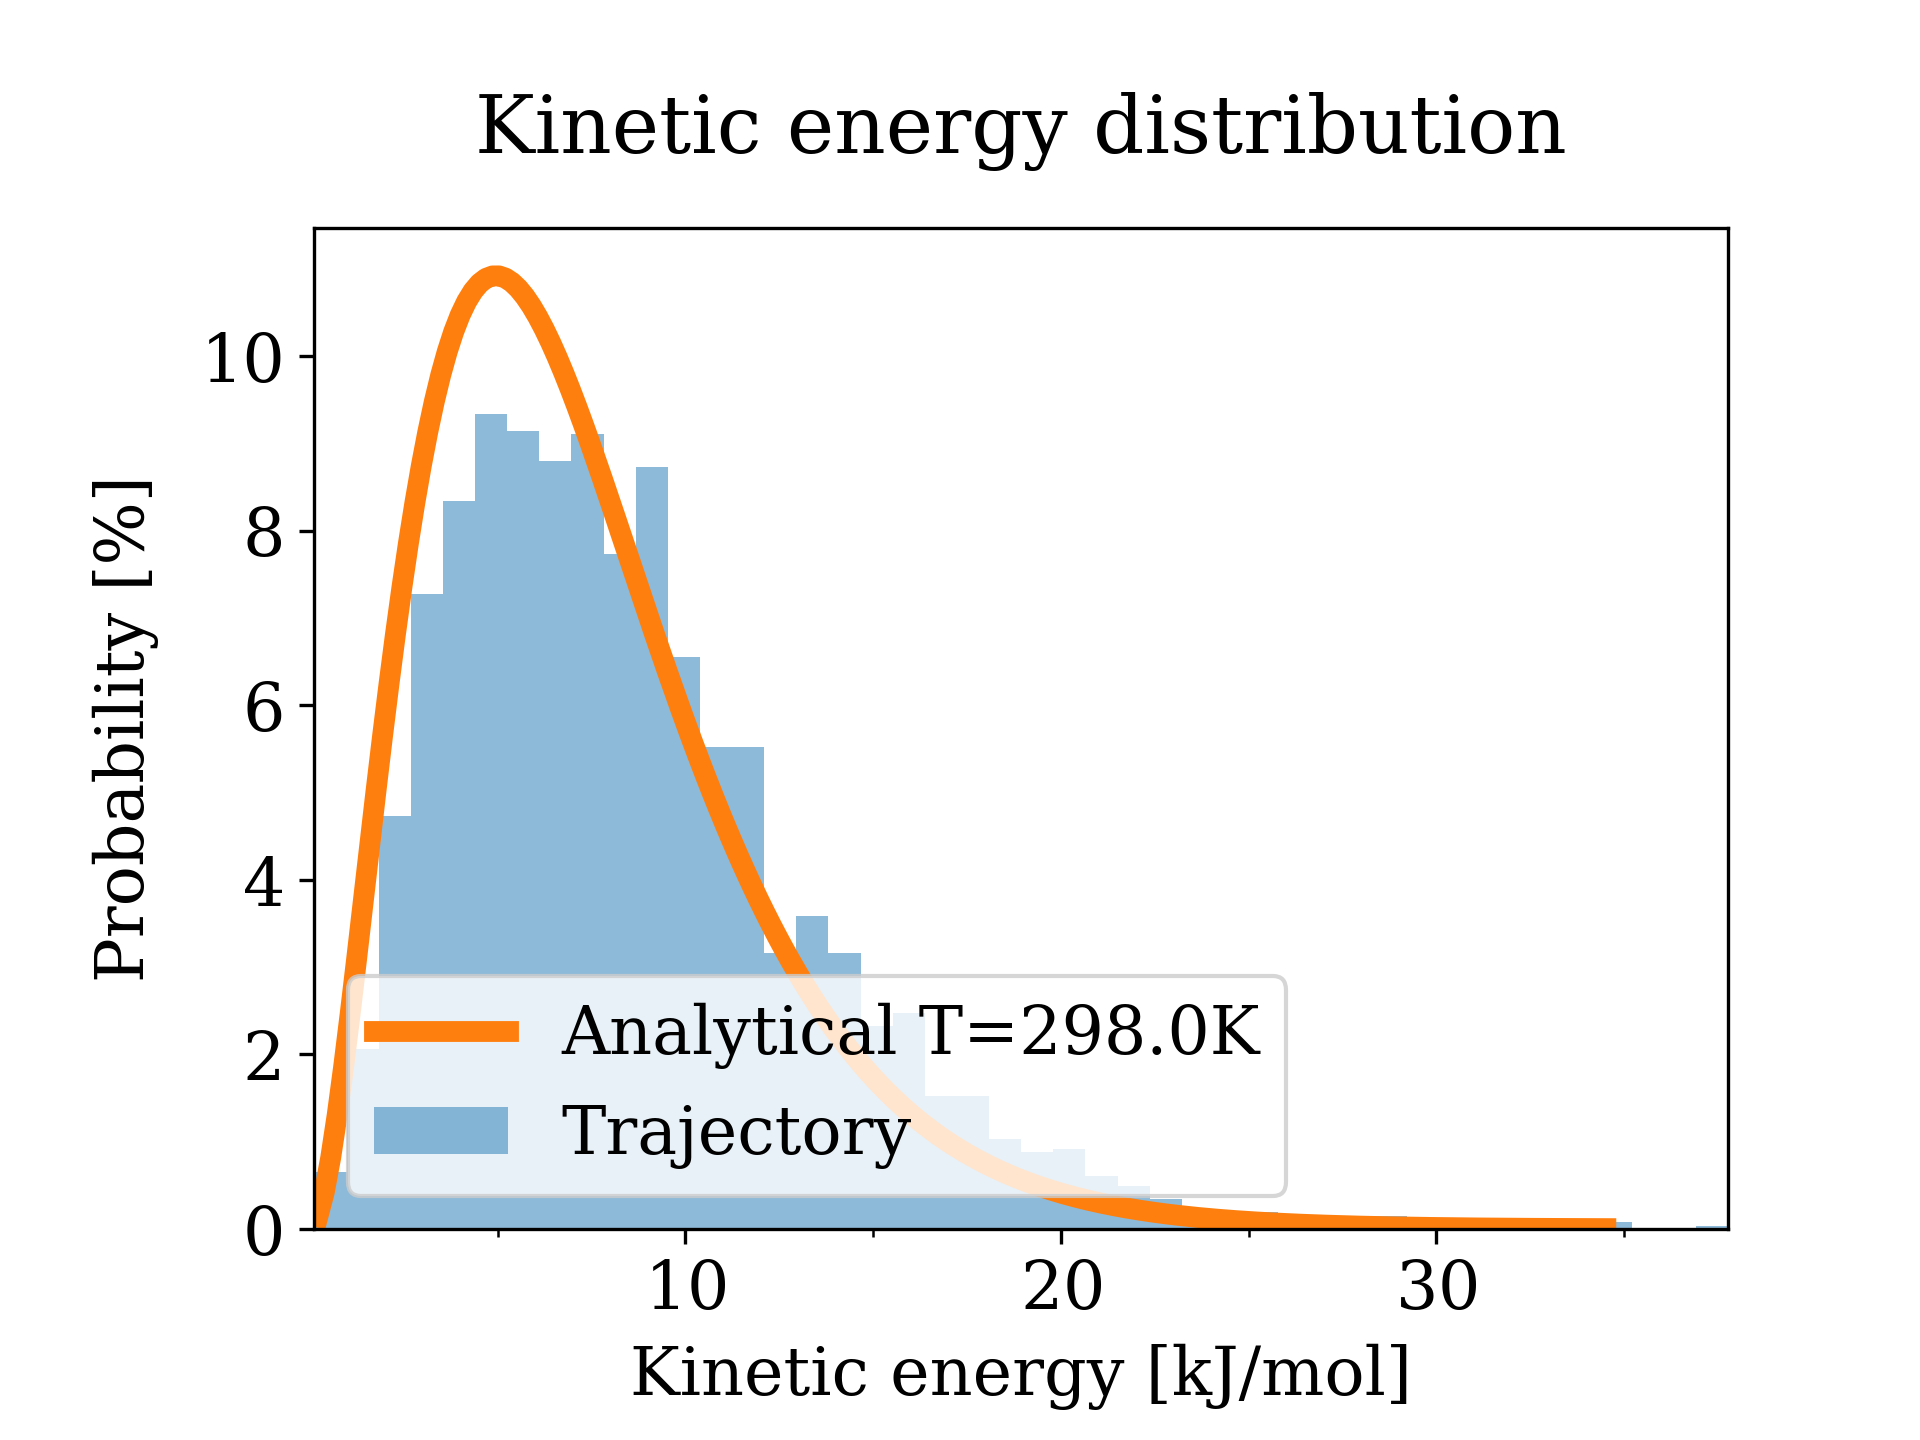 Kinetic energy distribution
Probability [%]
10
8
6
4
2
0
Analytical T=298.0K
Trajectory
10 20 30
Kinetic energy [kJ/mol]